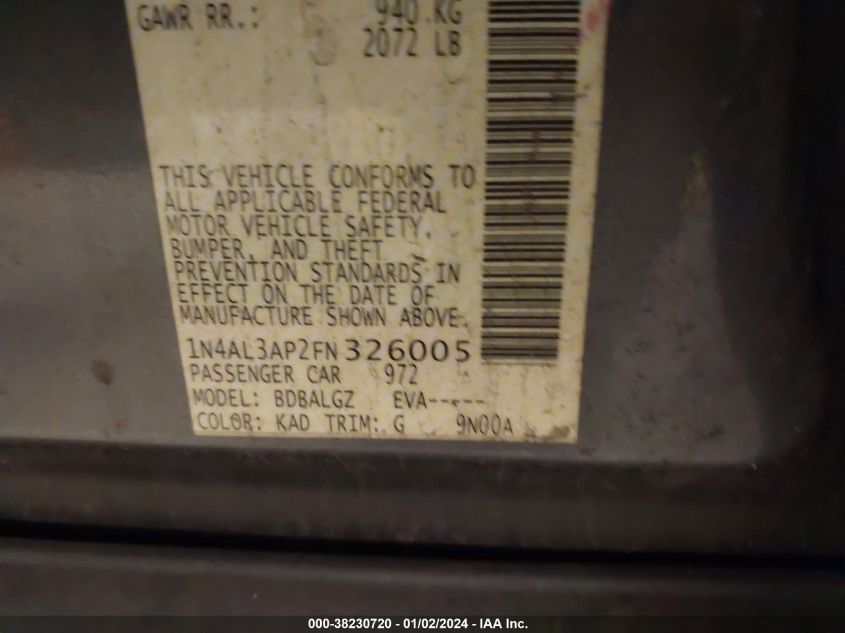 GAWR RR.: 940 KG
2072 LB
THIS VEHICLE CONFORMS TO
ALL APPLICABLE FEDERAL
MOTOR VEHICLE SAFETY,
BUMPER, AND THEFT
PREVENTION STANDARDS IN
EFFECT ON THE DATE OF
MANUFACTURE SHOWN ABOVE.
1N4AL3AP2FN326005
PASSENGER CAR 972
MODEL: BDBALGZ EVA-----
COLOR: KAD TRIM: G 9N00A
000-38230720 - 01/02/2024 - IAA Inc.